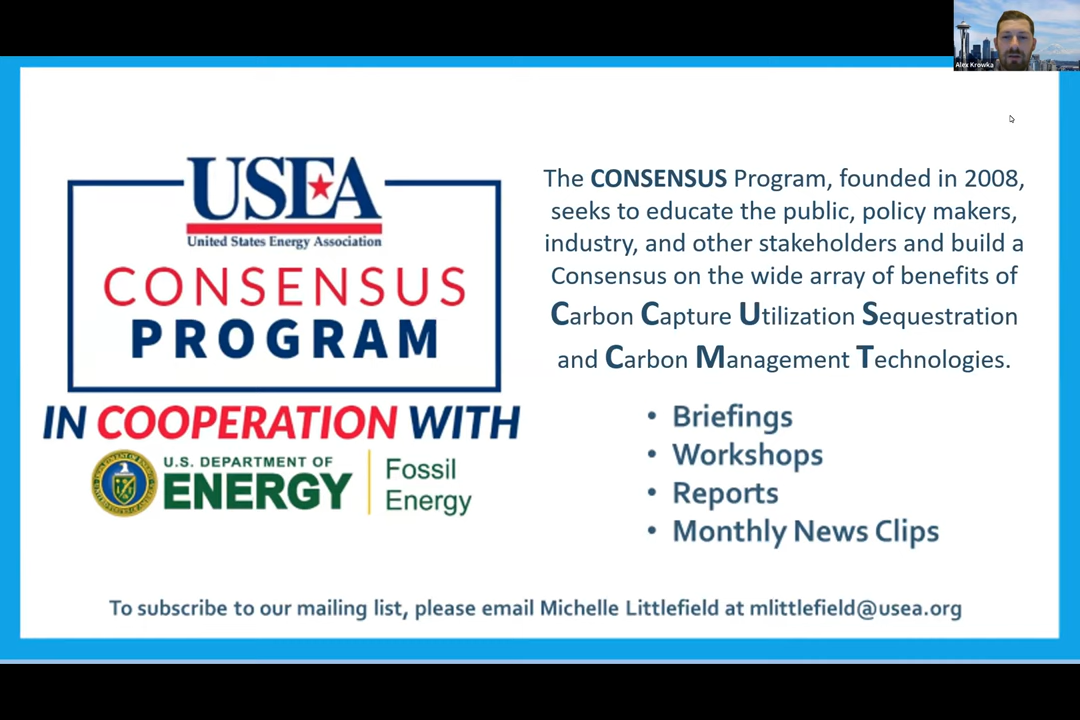 Alex Krowka
USEA
United States Energy Association
CONSENSUS
PROGRAM
IN COOPERATION WITH
U.S. DEPARTMENT OF
ENERGY
Fossil
Energy
The CONSENSUS Program, founded in 2008,
seeks to educate the public, policy makers,
industry, and other stakeholders and build a
Consensus on the wide array of benefits of
Carbon Capture Utilization Sequestration
and Carbon Management Technologies.
• Briefings
• Workshops
• Reports
• Monthly News Clips
To subscribe to our mailing list, please email Michelle Littlefield at mlittlefield@usea.org